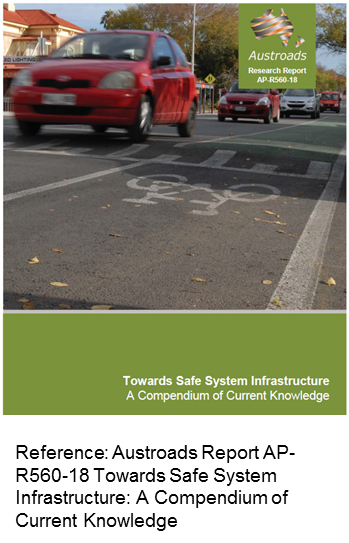 LIGHTING
Austroads
Research Report
AP-R560-18
Towards Safe System Infrastructure
A Compendium of Current Knowledge
Reference: Austroads Report AP-
R560-18 Towards Safe System
Infrastructure: A Compendium of
Current Knowledge